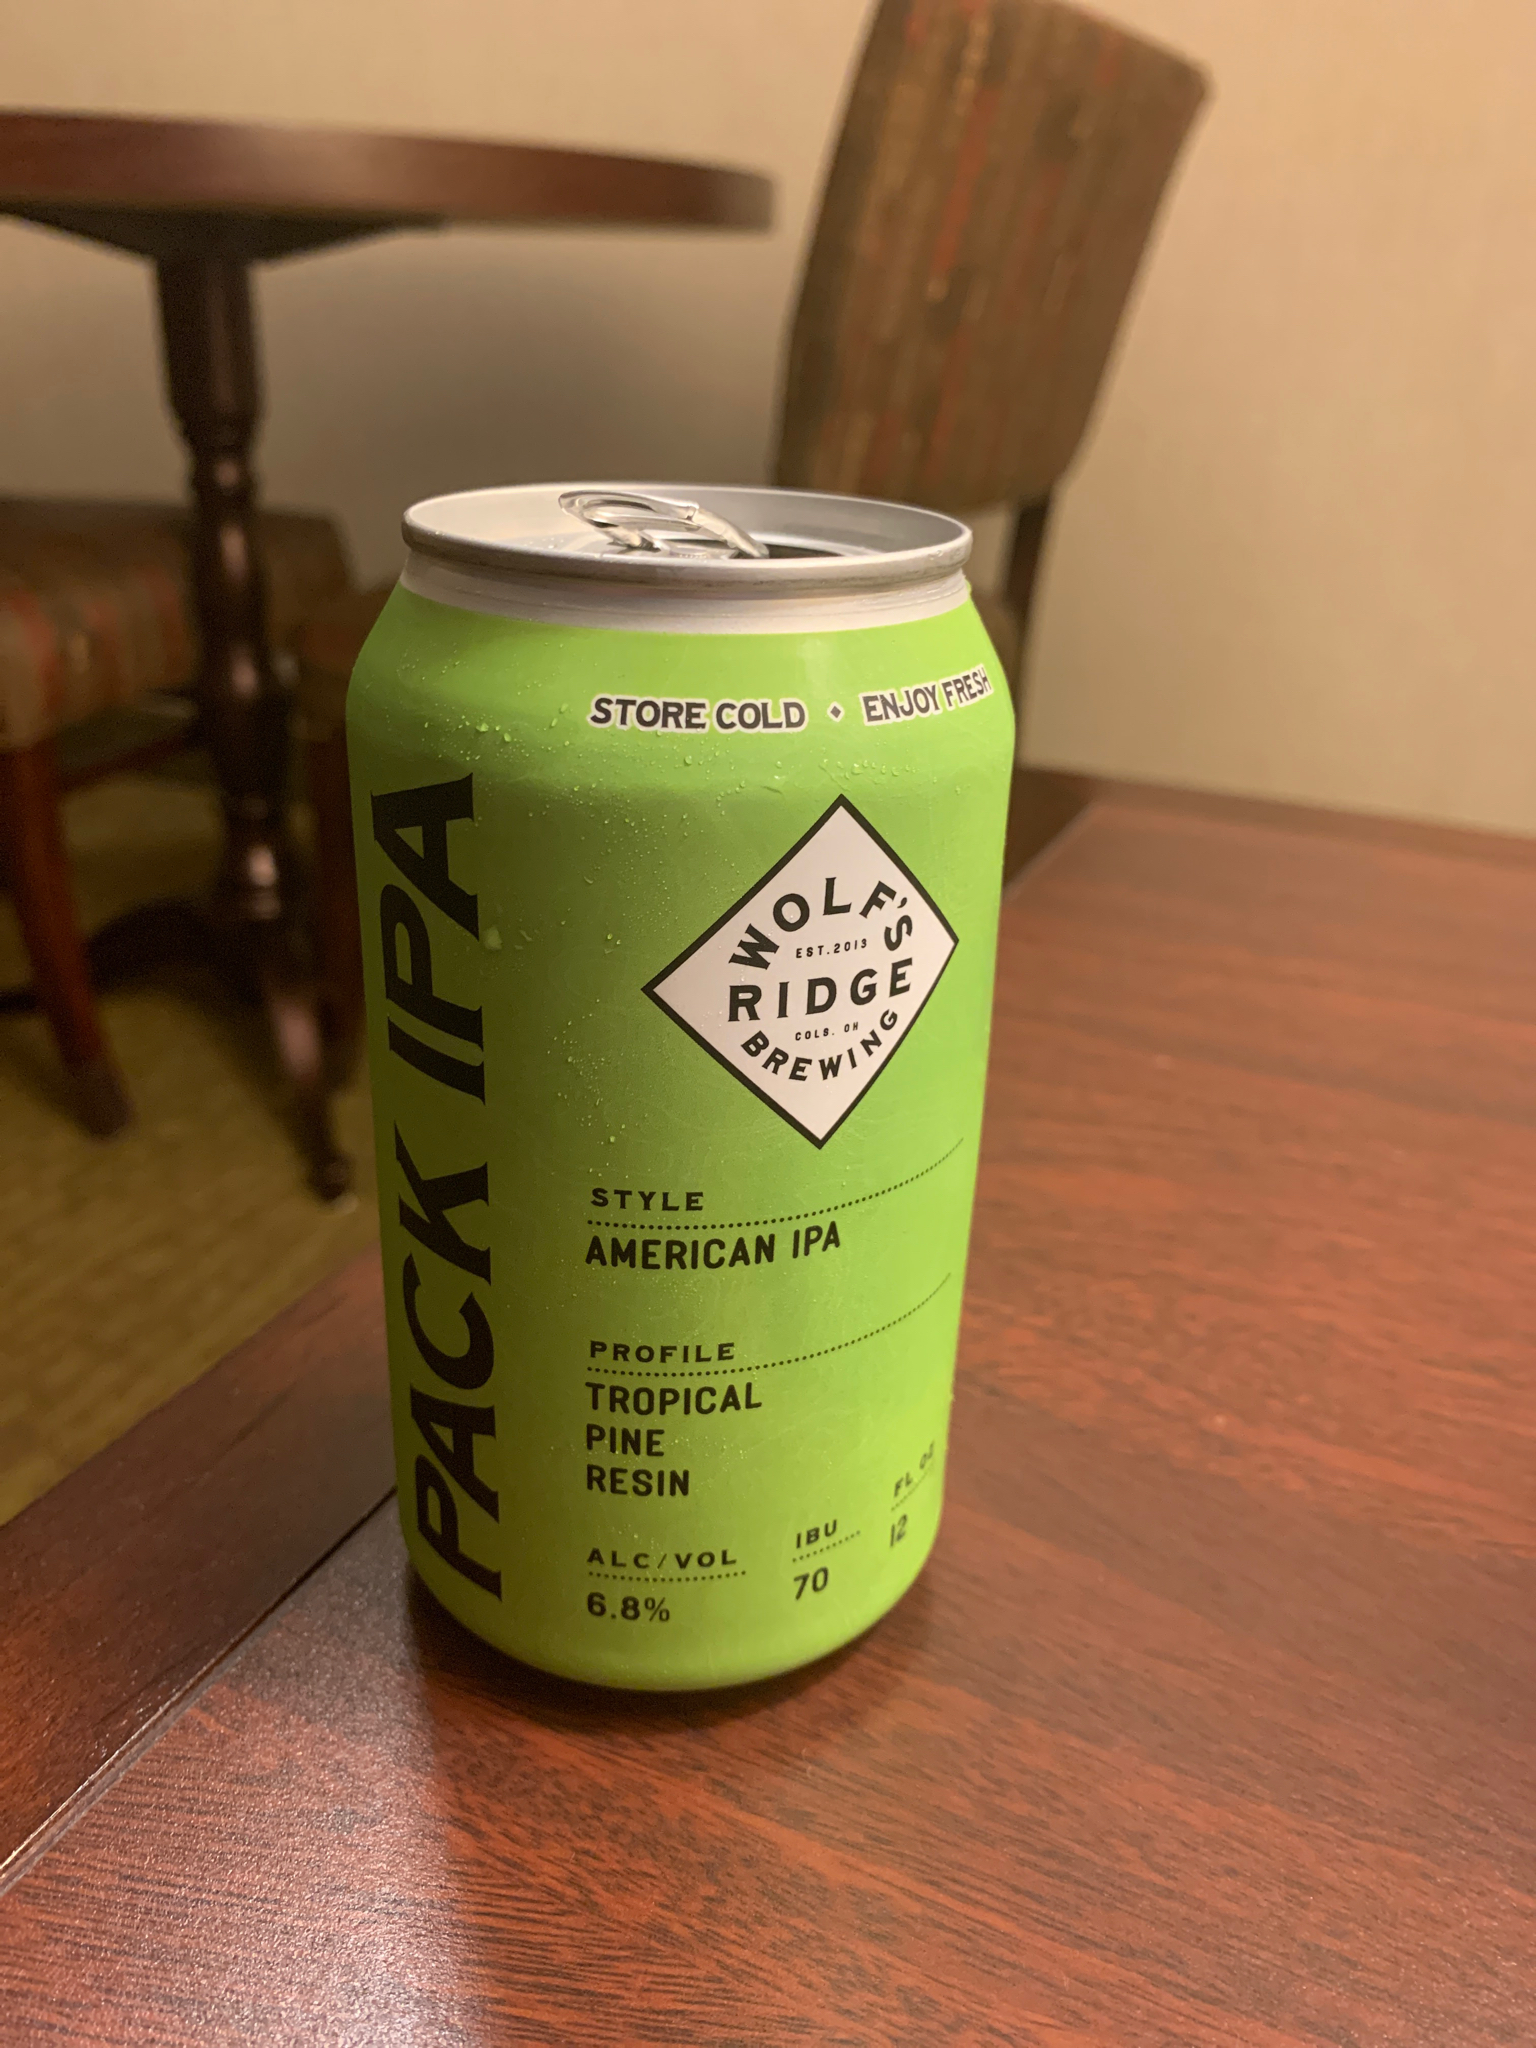 STORE COLD ◆ ENJOY FRESH
PACK IPA
WOLF'S
EST. 2013
RIDGE
COLS. OH
BREWING
STYLE
AMERICAN IPA
PROFILE
TROPICAL
PINE
RESIN
ALC/VOL IBU FL OZ
6.8% 70 12